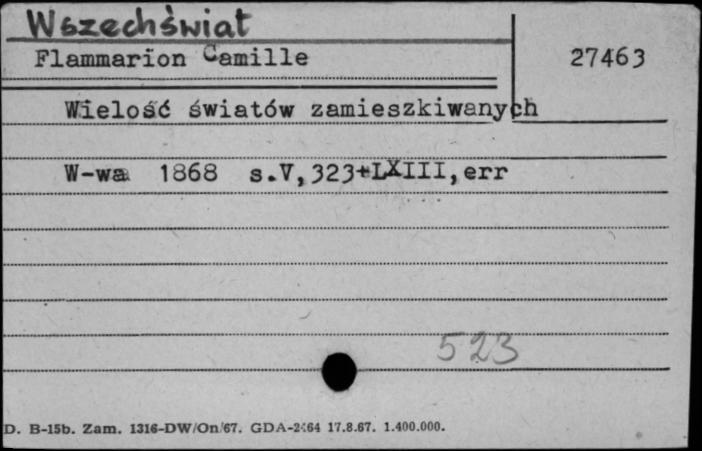 Wszechświat
Flammarion Camille 27463
Wielość światów zamieszkiwanych
W-wa 1868 s.V,323+LXIII,err
523
D. B-15b. Zam. 1316-DW/On/67. GDA-2464 17.8.67. 1.400.000.